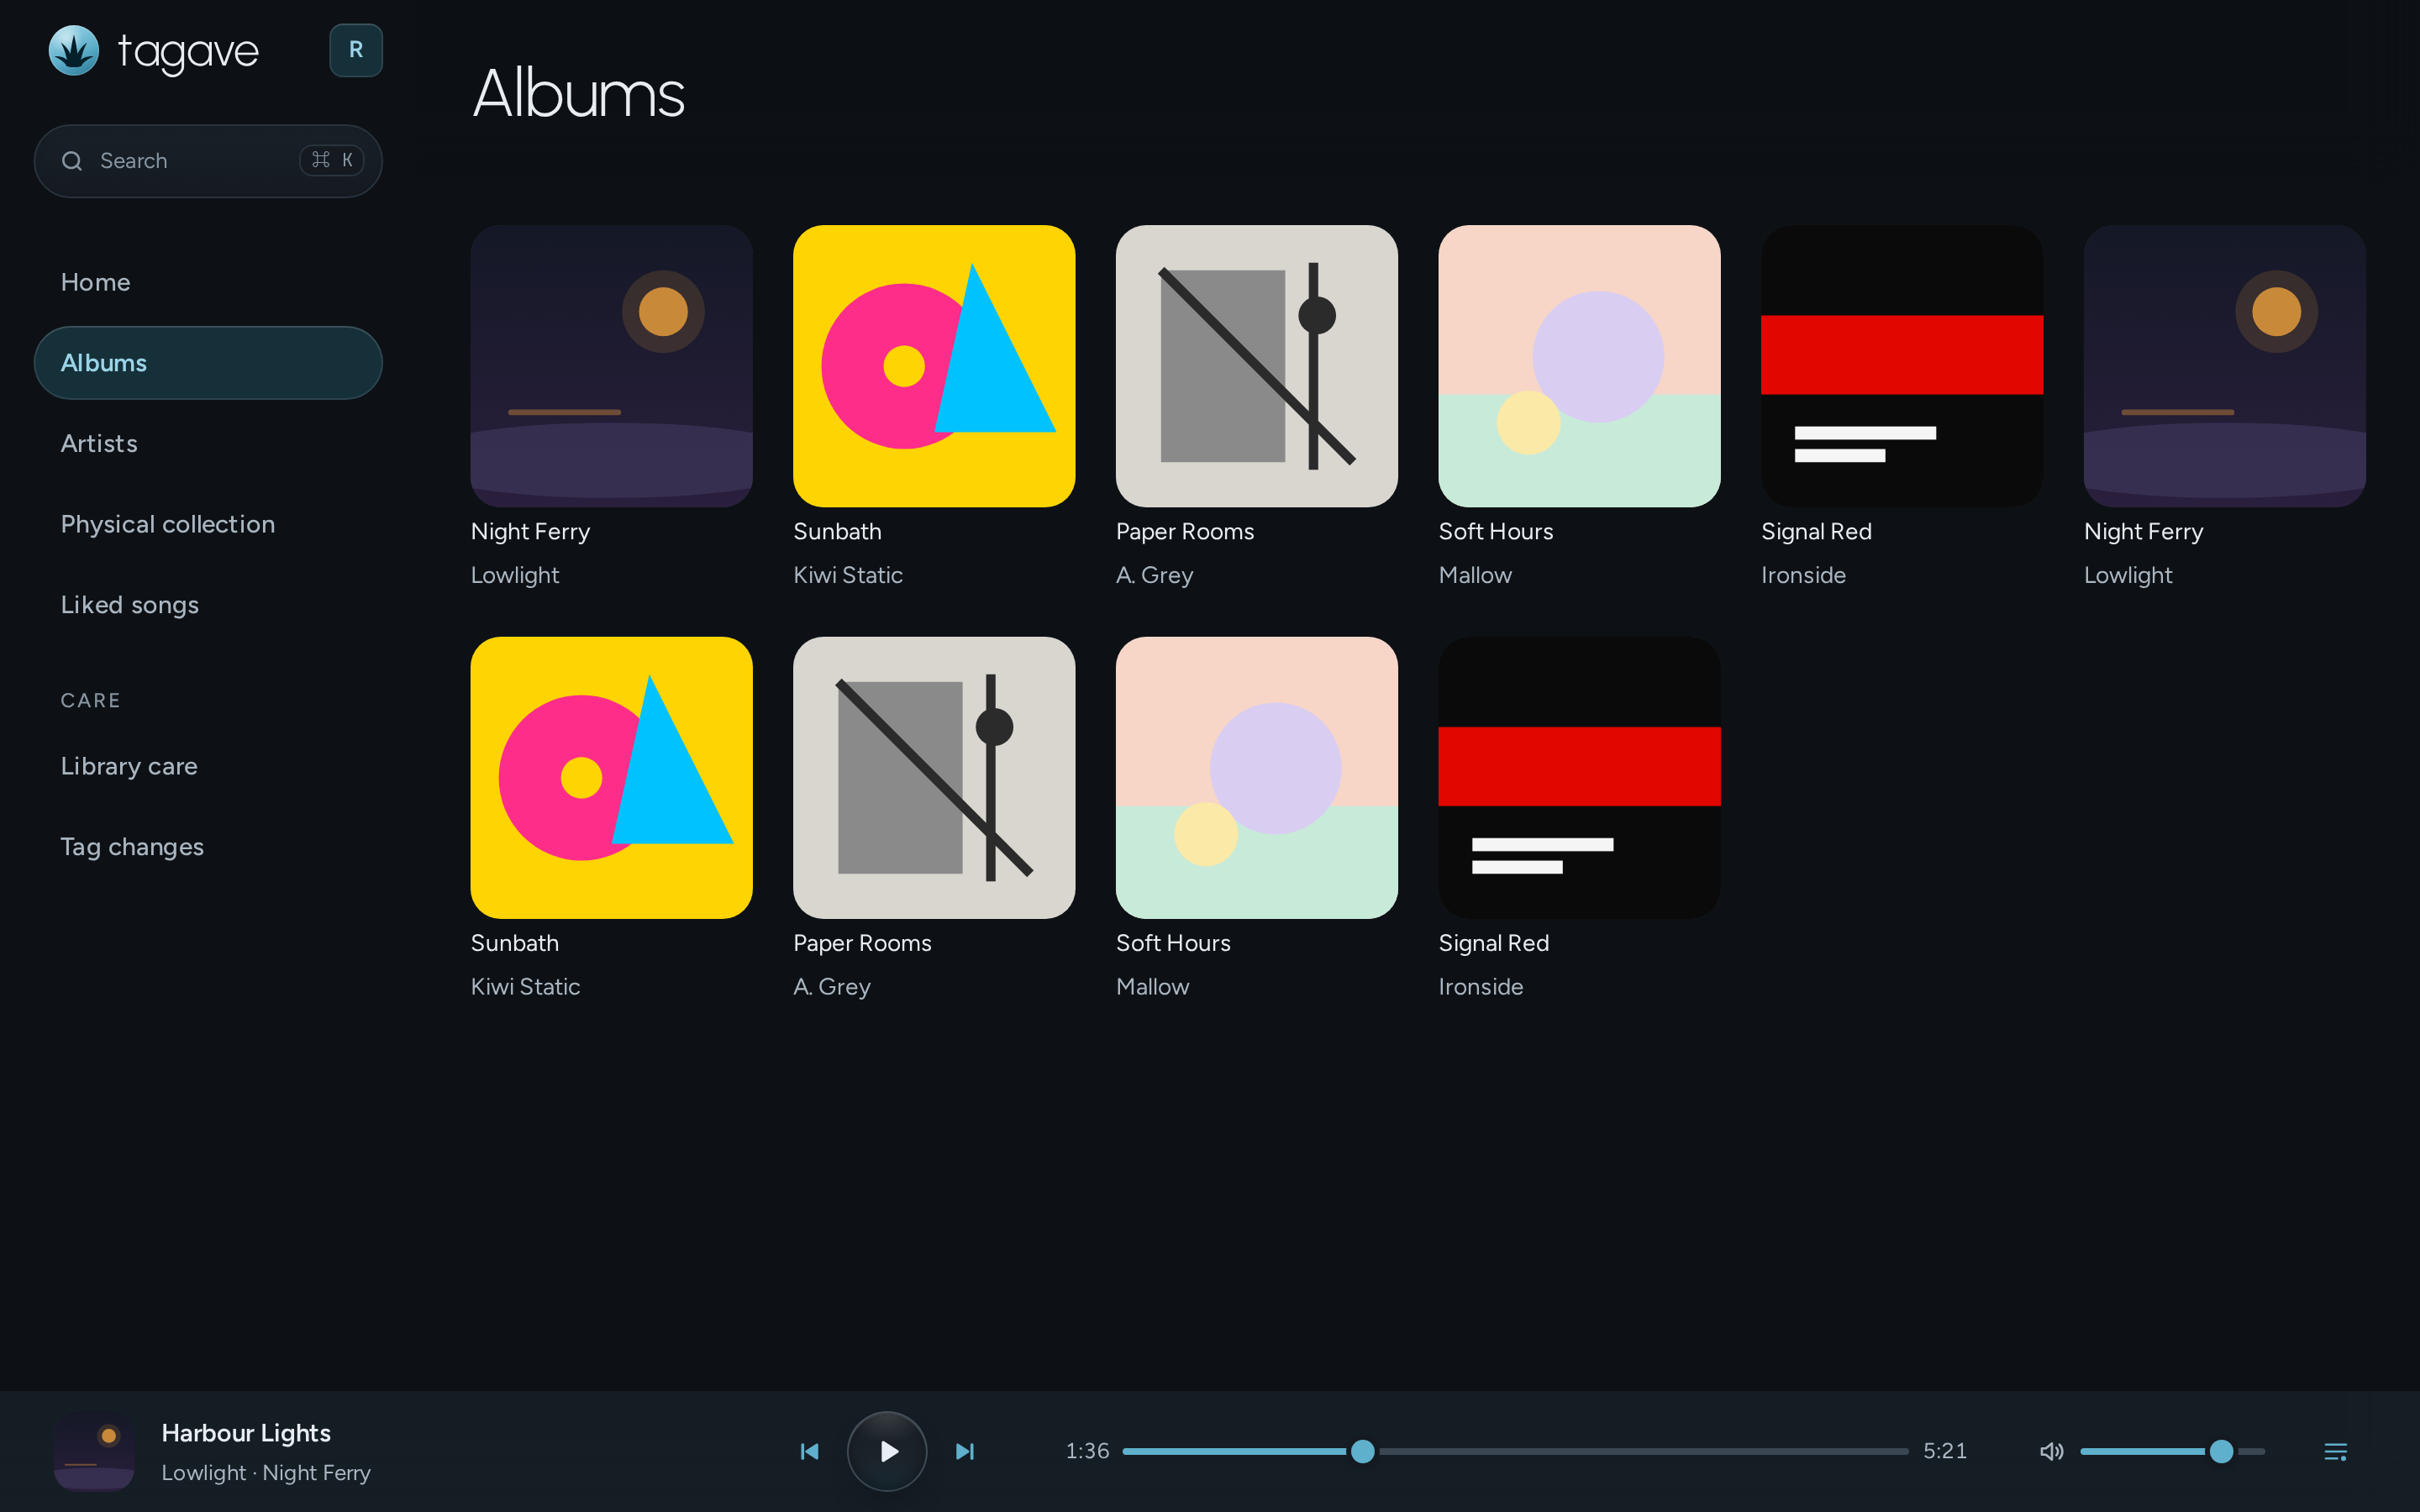 tagave
R
Search
⌘ K
Home
Albums
Artists
Physical collection
Liked songs
CARE
Library care
Tag changes
Albums
Night Ferry
Lowlight
Sunbath
Kiwi Static
Paper Rooms
A. Grey
Soft Hours
Mallow
Signal Red
Ironside
Night Ferry
Lowlight
Sunbath
Kiwi Static
Paper Rooms
A. Grey
Soft Hours
Mallow
Signal Red
Ironside
Harbour Lights
Lowlight · Night Ferry
1:36
5:21